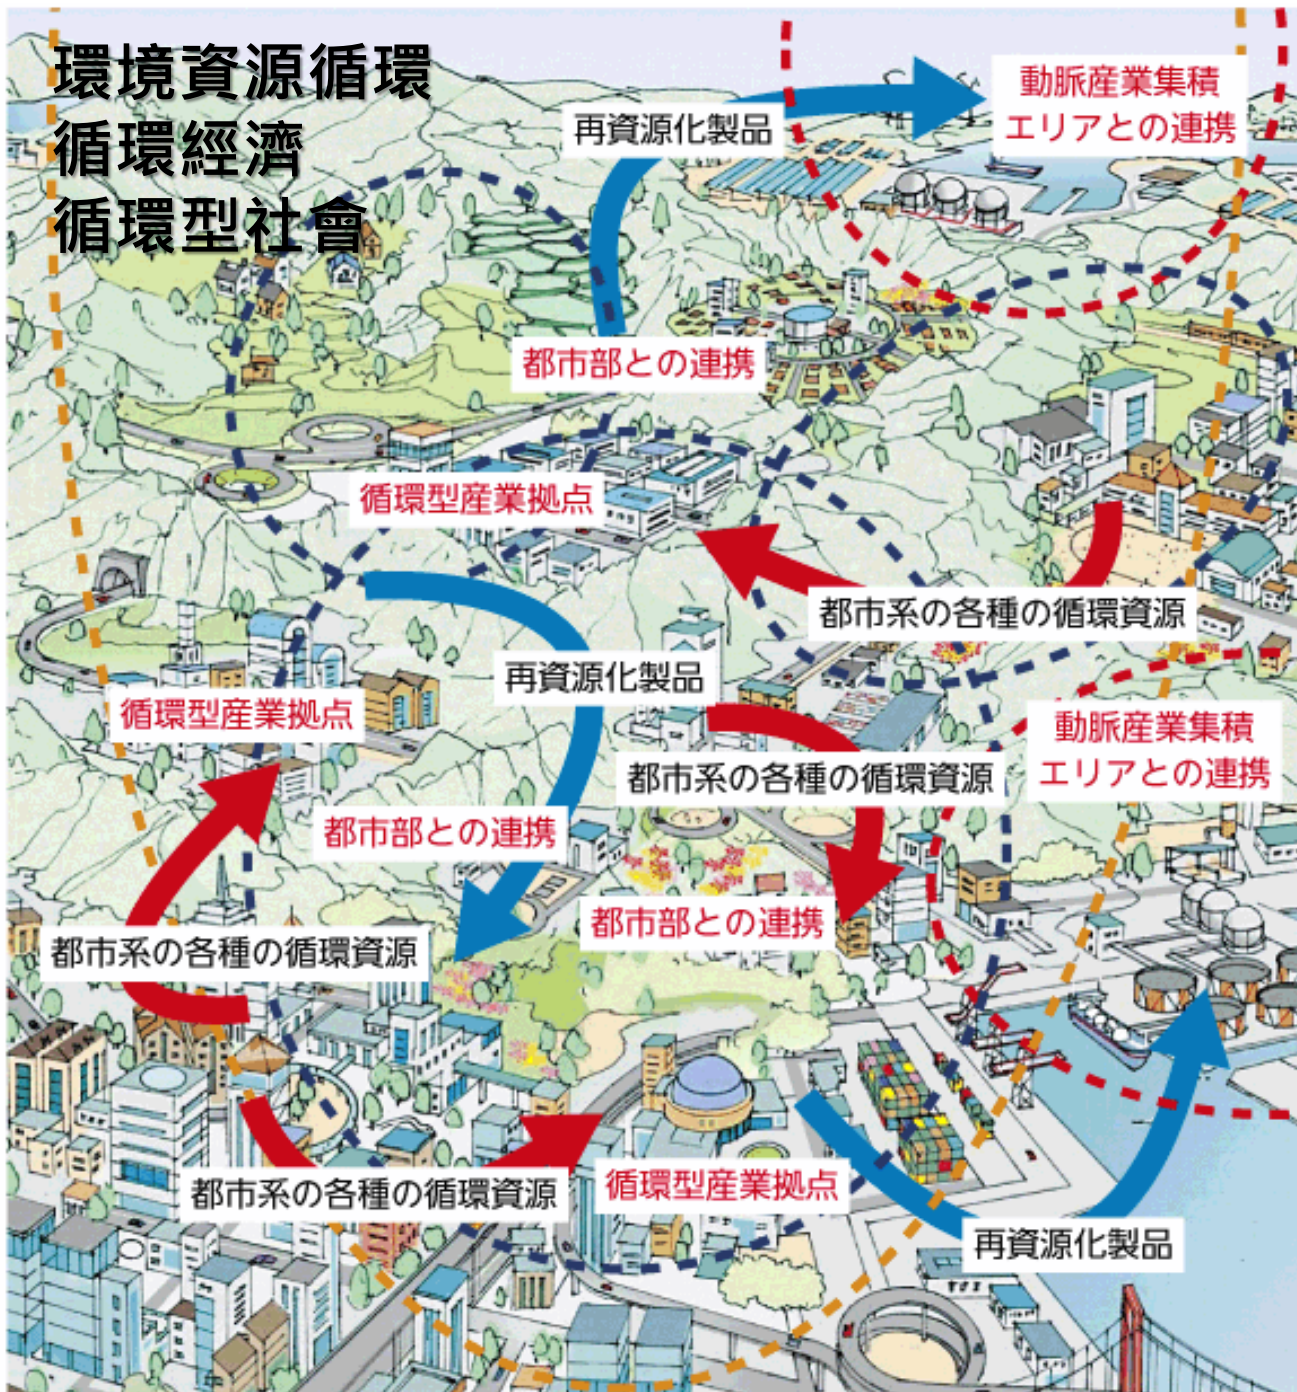 環境資源循環
循環經濟
循環型社會
動脈産業集積
エリアとの連携
再資源化製品
都市部との連携
循環型産業拠点
都市系の各種の循環資源
再資源化製品
循環型産業拠点
動脈産業集積
エリアとの連携
都市系の各種の循環資源
都市部との連携
都市部との連携
都市系の各種の循環資源
循環型産業拠点
都市系の各種の循環資源
再資源化製品